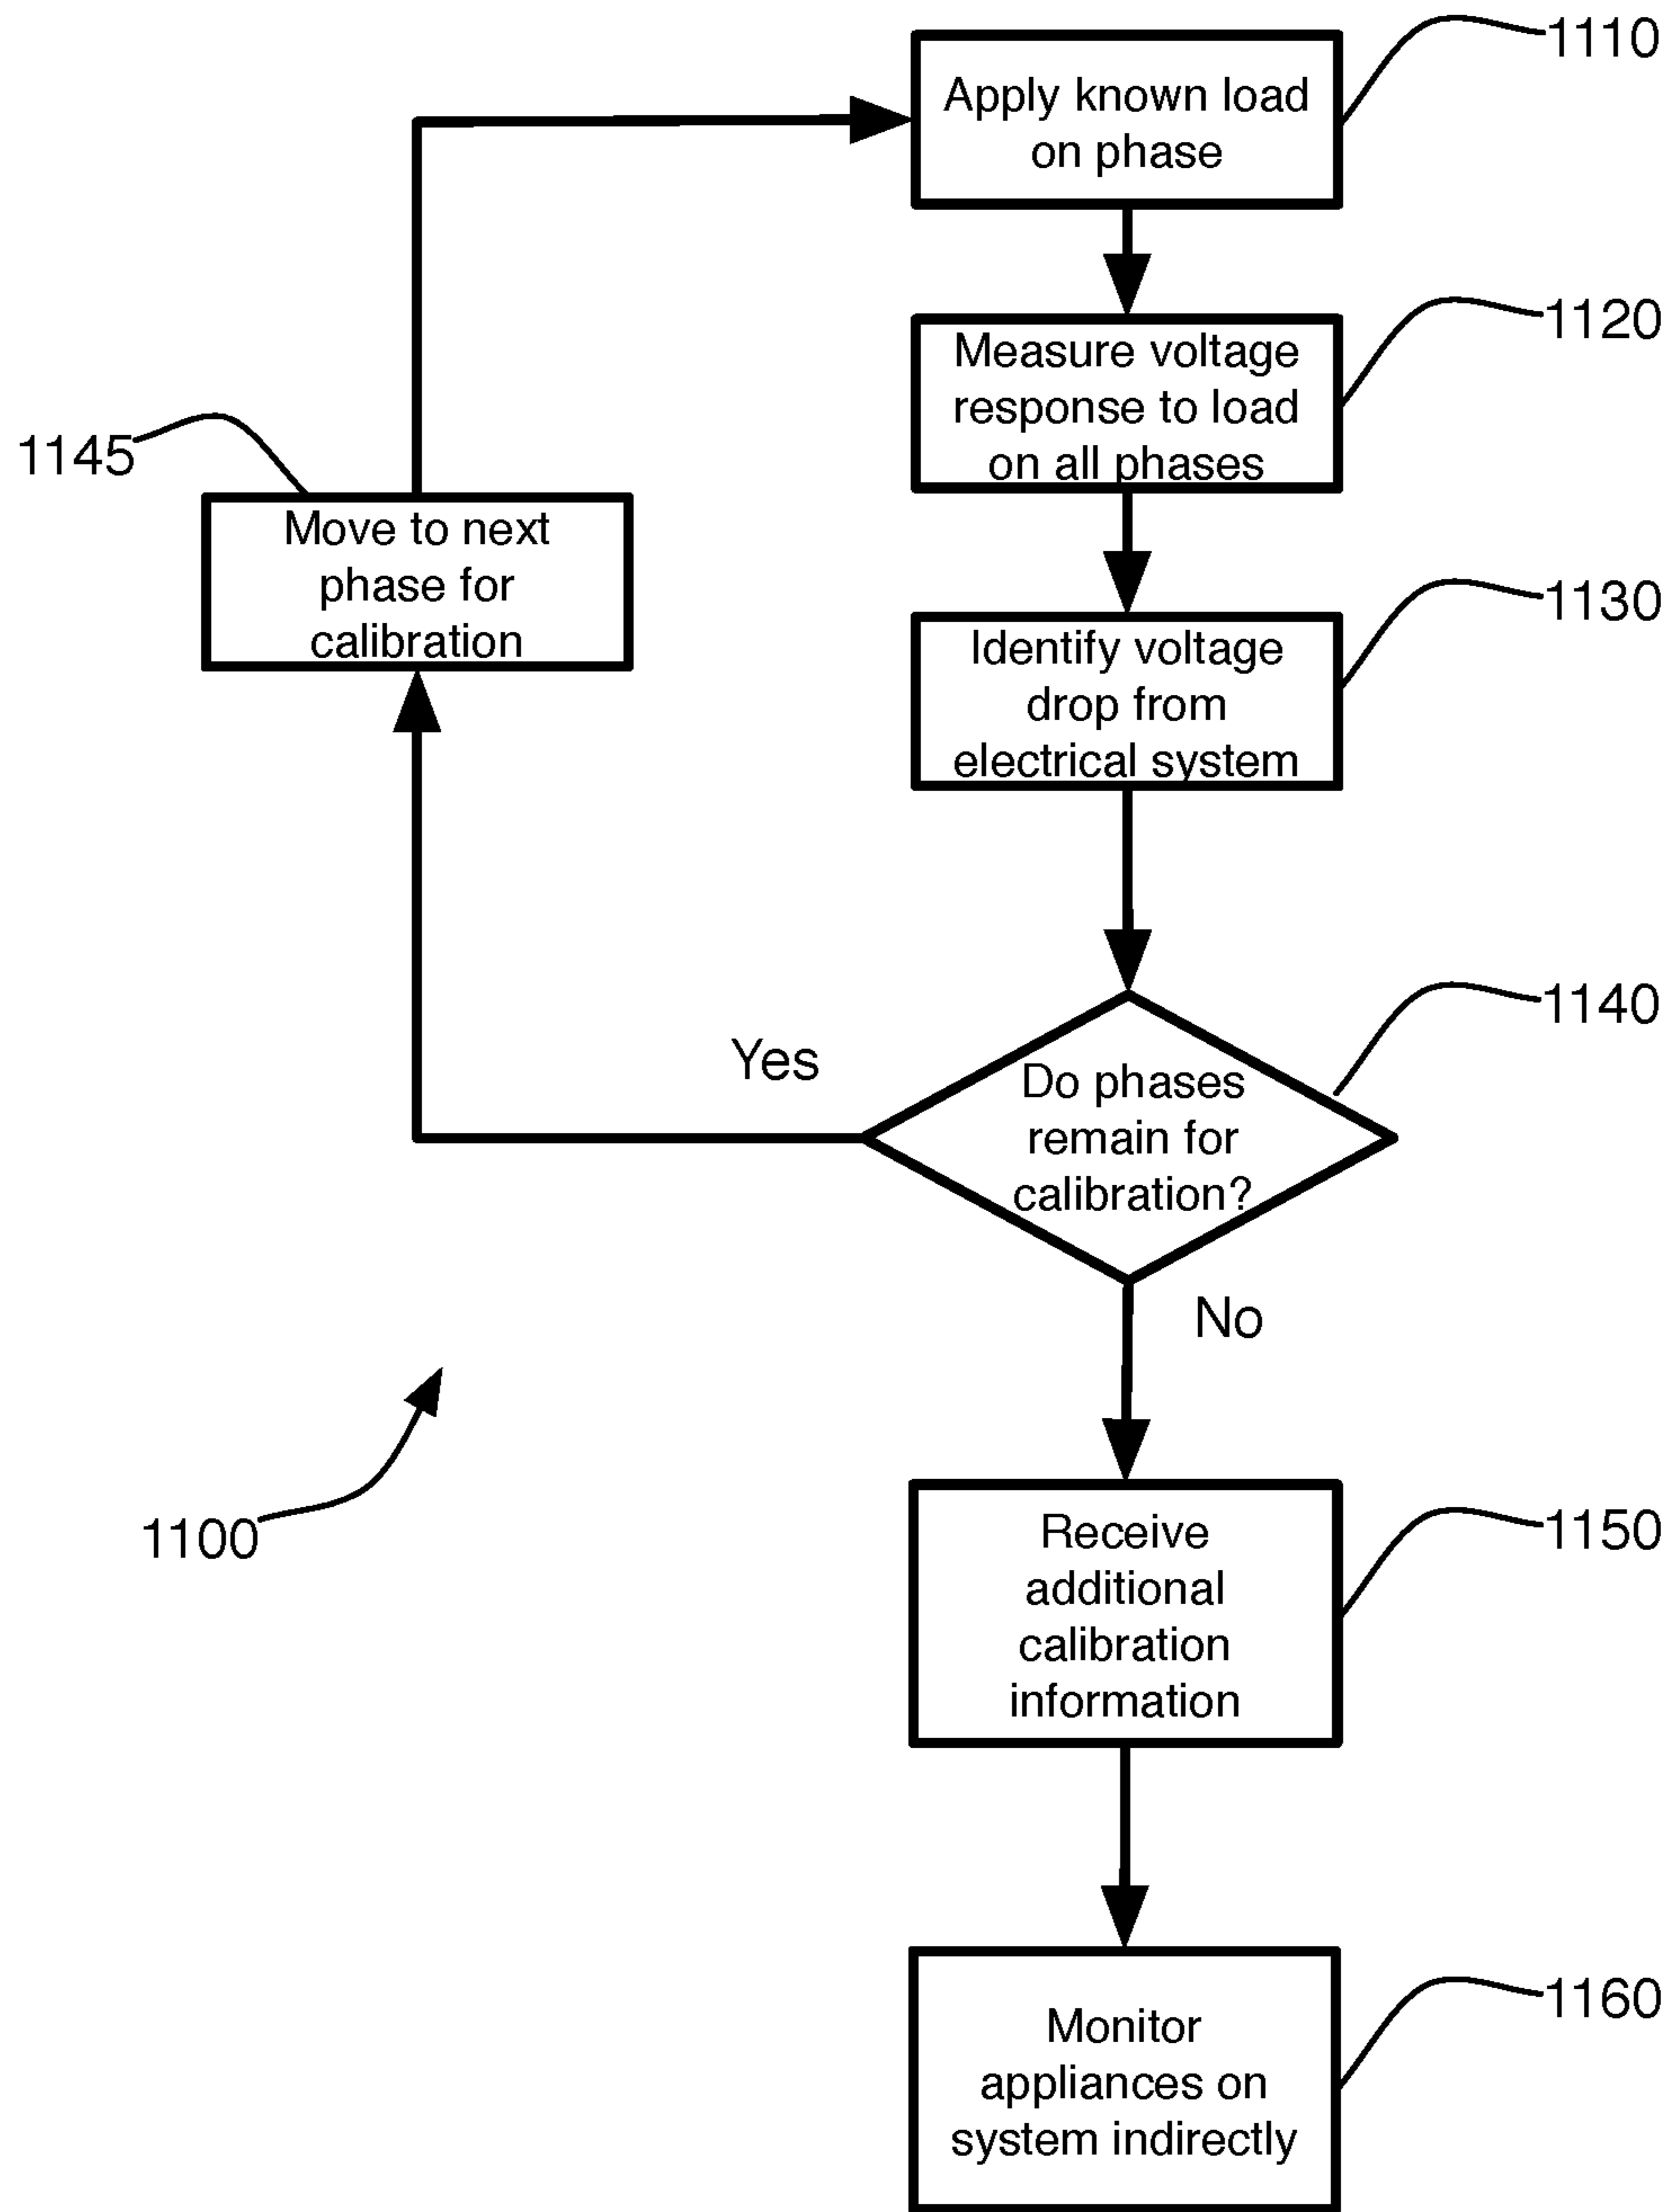 1110
Apply known load
on phase
1120
Measure voltage
response to load
on all phases
1145
Move to next
phase for
calibration
1130
Identify voltage
drop from
electrical system
1140
Yes
Do phases
remain for
calibration?
No
1100
1150
Receive
additional
calibration
information
1160
Monitor
appliances on
system indirectly